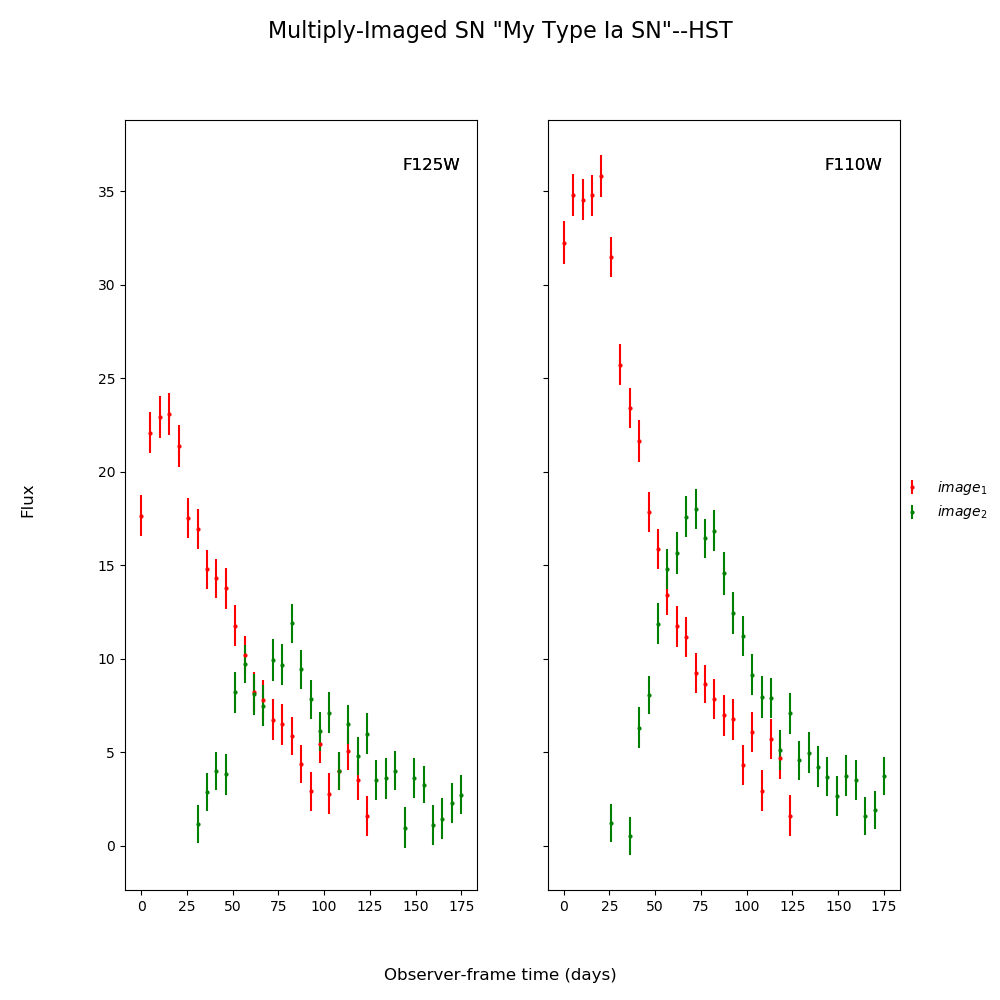 Multiply-Imaged SN "My Type Ia SN"--HST
F125W
F110W
35
30
25
20
15
10
5
0
Flux
image1
image2
0 25 50 75 100 125 150 175
0 25 50 75 100 125 150 175
Observer-frame time (days)